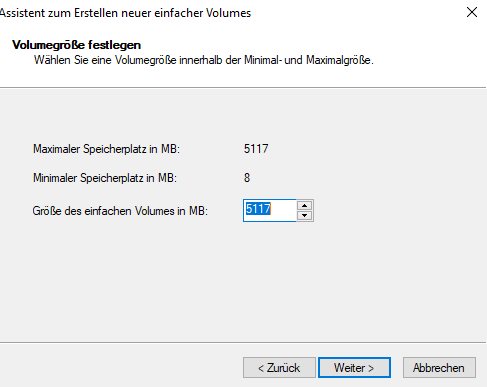 Assistent zum Erstellen neuer einfacher Volumes
Volumegröße festlegen
Wählen Sie eine Volumegröße innerhalb der Minimal- und Maximalgröße.
Maximaler Speicherplatz in MB: 5117
Minimaler Speicherplatz in MB: 8
Größe des einfachen Volumes in MB: 5117
< Zurück Weiter > Abbrechen